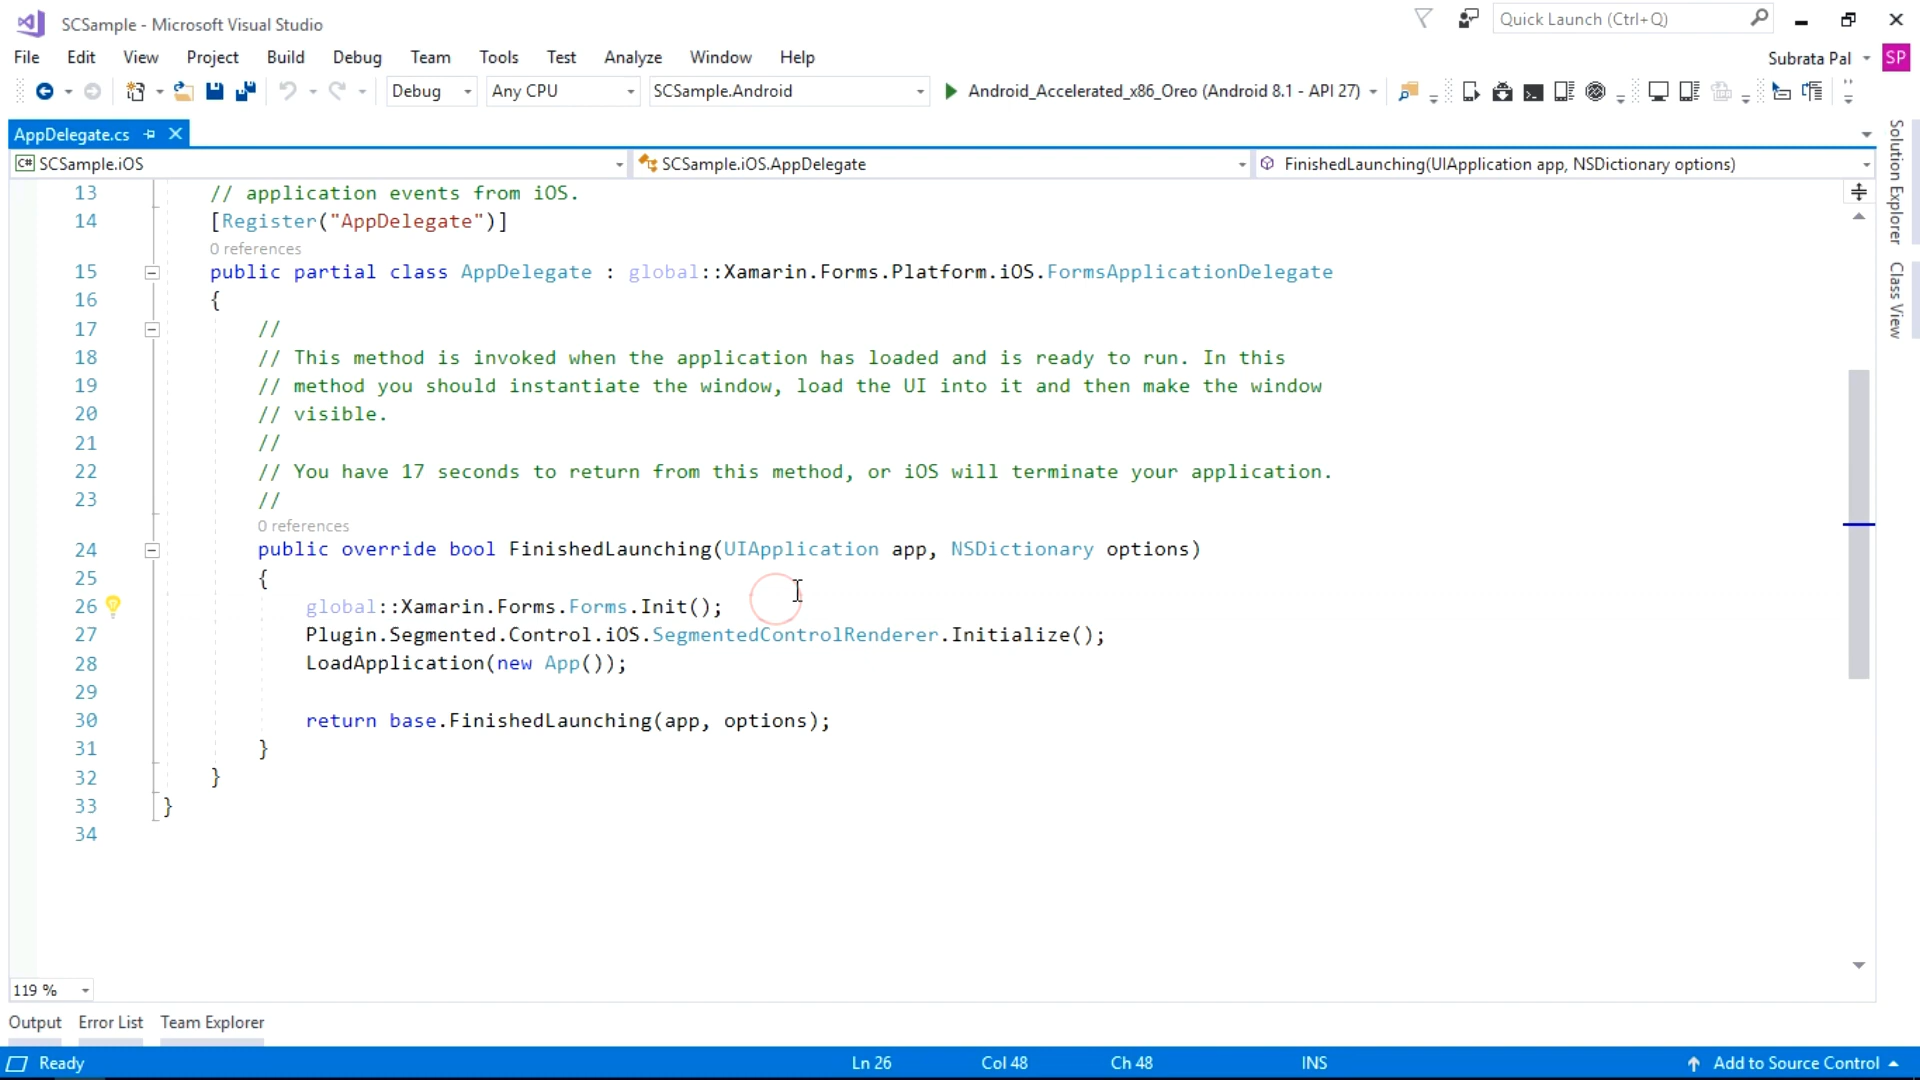 SCSample - Microsoft Visual Studio
Quick Launch (Ctrl+Q)
File Edit View Project Build Debug Team Tools Test Analyze Window Help
Subrata Pal SP
Debug Any CPU SCSample.Android Android_Accelerated_x86_Oreo (Android 8.1 - API 27)
AppDelegate.cs
C# SCSample.iOS SCSample.iOS.AppDelegate FinishedLaunching(UIApplication app, NSDictionary options)
Solution Explorer
Class View
13 // application events from iOS.
14 [Register("AppDelegate")]
0 references
15 public partial class AppDelegate : global::Xamarin.Forms.Platform.iOS.FormsApplicationDelegate
16 {
17 //
18 // This method is invoked when the application has loaded and is ready to run. In this
19 // method you should instantiate the window, load the UI into it and then make the window
20 // visible.
21 //
22 // You have 17 seconds to return from this method, or iOS will terminate your application.
23 //
0 references
24 public override bool FinishedLaunching(UIApplication app, NSDictionary options)
25 {
26 global::Xamarin.Forms.Forms.Init();
27 Plugin.Segmented.Control.iOS.SegmentedControlRenderer.Initialize();
28 LoadApplication(new App());
29
30 return base.FinishedLaunching(app, options);
31 }
32 }
33 }
34
119 %
Output Error List Team Explorer
Ready Ln 26 Col 48 Ch 48 INS Add to Source Control